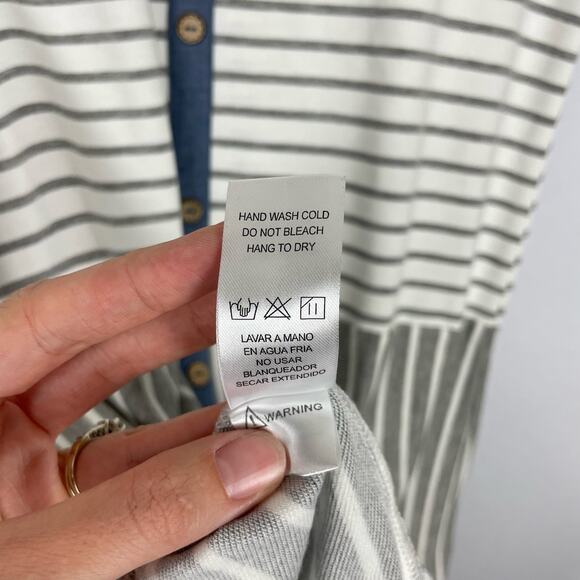 HAND WASH COLD
DO NOT BLEACH
HANG TO DRY
LAVAR A MANO
EN AGUA FRIA
NO USAR
BLANQUEADOR
SECAR EXTENDIDO
WARNING